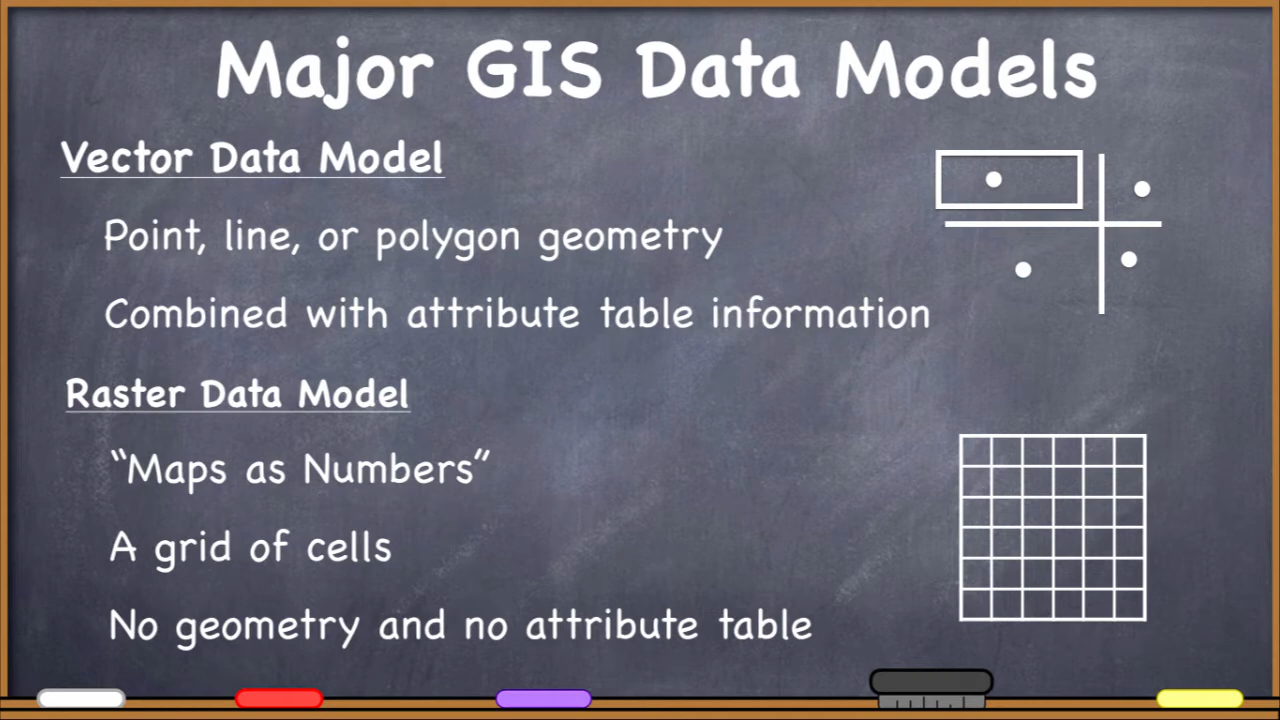 Major GIS Data Models
Vector Data Model
Point, line, or polygon geometry
Combined with attribute table information
Raster Data Model
“Maps as Numbers”
A grid of cells
No geometry and no attribute table